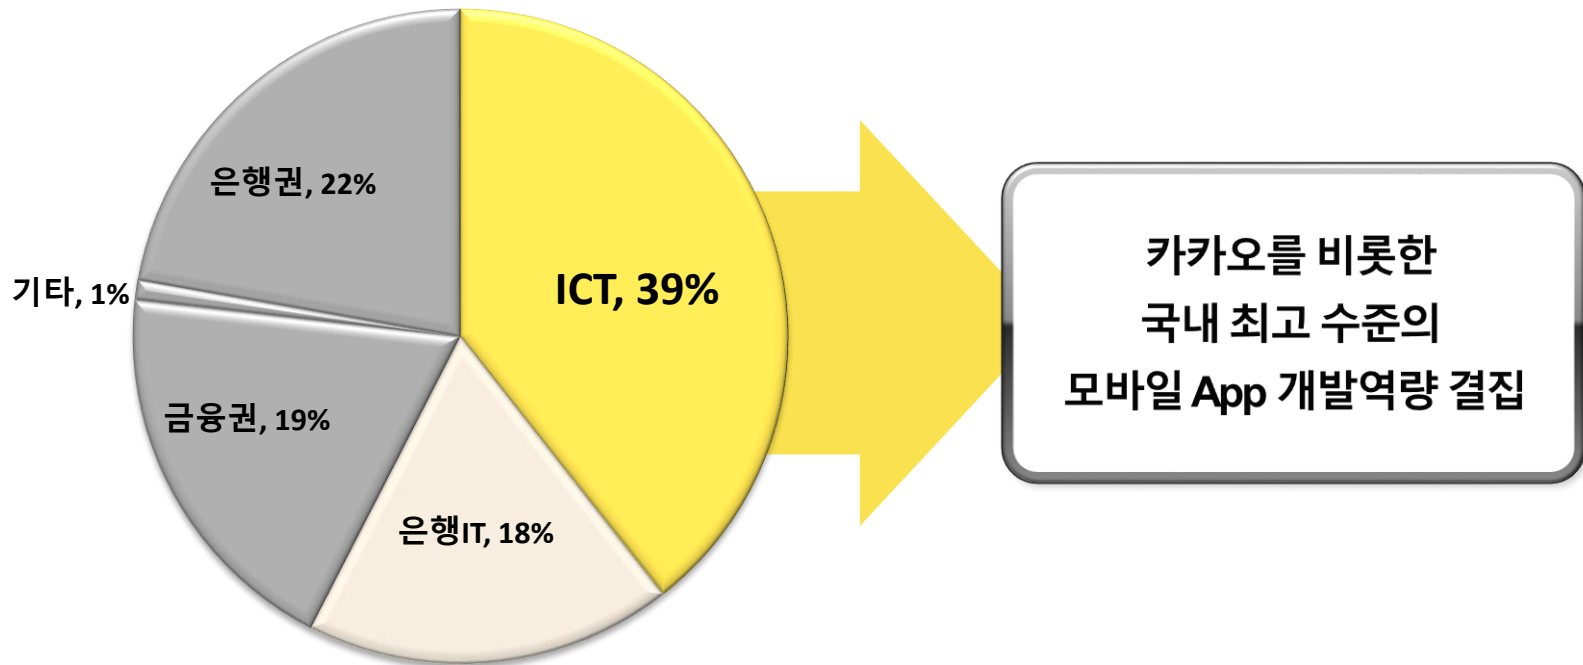 은행권, 22%
ICT, 39%
기타, 1%
금융권, 19%
은행IT, 18%
카카오를 비롯한
국내 최고 수준의
모바일 App 개발역량 결집